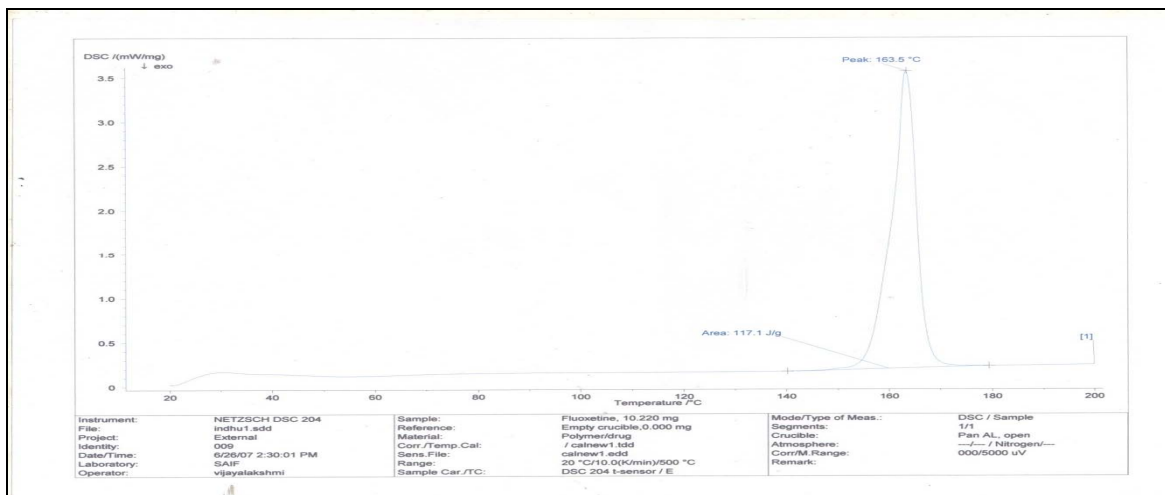 DSC /(mW/mg)
↓ exo
Peak: 163.5 °C
3.5
3.0
2.5
2.0
1.5
1.0
0.5
0
Area: 117.1 J/g
[1]
20 40 60 80 100 120 140 160 180 200
Temperature /°C
Instrument: NETZSCH DSC 204 Sample: Fluoxetine, 10.220 mg Mode/Type of Meas.: DSC / Sample
File: indhu1.sdd Reference: Empty crucible,0.000 mg Segments: 1/1
Project: External Material: Polymer/drug Crucible: Pan AL, open
Identity: 009 Corr./Temp.Cal: / calnew1.tdd Atmosphere: ---/--- / Nitrogen/---
Date/Time: 6/26/07 2:30:01 PM Sens.File: calnew1.edd Corr/M.Range: 000/5000 uV
Laboratory: SAIF Range: 20 °C/10.0(K/min)/500 °C Remark:
Operator: vijayalakshmi Sample Car./TC: DSC 204 t-sensor / E